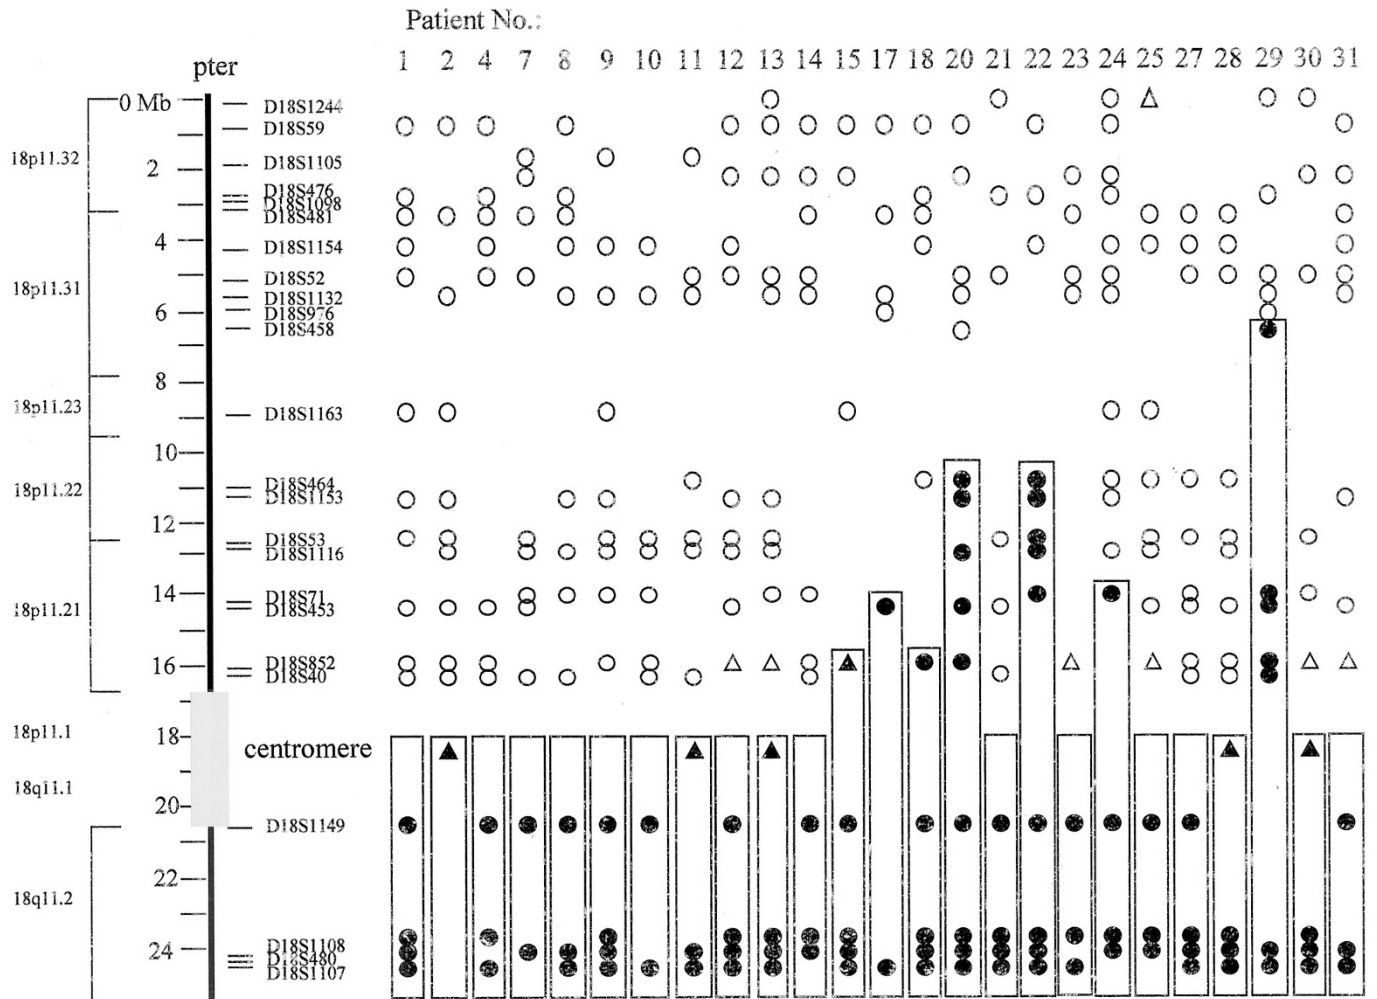 Patient No.:
pter 1 2 4 7 8 9 10 11 12 13 14 15 17 18 20 21 22 23 24 25 27 28 29 30 31
0 Mb D18S1244
D18S59
18p11.32 2 D18S1105
D18S476
D18S1098
D18S481
4 D18S1154
18p11.31 D18S52
D18S1132
6 D18S976
D18S458
8
18p11.23 D18S1163
10
18p11.22 D18S464
D18S1153
12 D18S53
D18S1116
14 D18S71
18p11.21 D18S453
16 D18S852
D18S40
18p11.1 18 centromere
18q11.1
20 D18S1149
22
18q11.2
24 D18S1108
D18S480
D18S1107